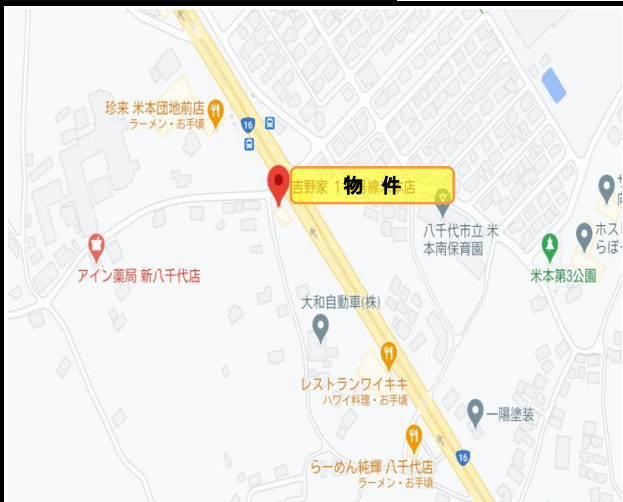 珍来 米本団地前店
ラーメン・お手頃
16
吉野家 1
号線
店
物 件
八千代市立 米
本南保育園
ホスピ
らぽー
アイン薬局 新八千代店
米本第3公園
大和自動車(株)
レストランワイキキ
ハワイ料理・お手頃
一陽塗装
らーめん純輝 八千代店
ラーメン・お手頃
16